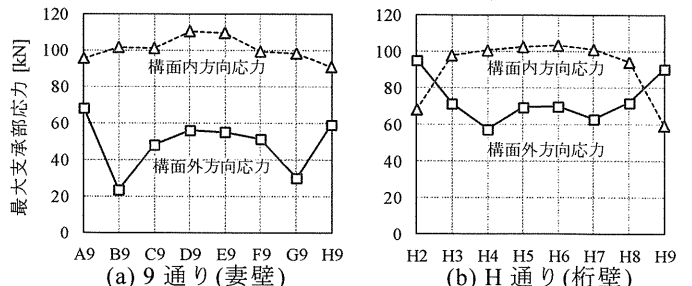 最大支承部応力 [kN]
120
100
80
60
40
20
0
構面内方向応力
構面外方向応力
A9 B9 C9 D9 E9 F9 G9 H9
(a) 9 通り(妻壁)
120
100
80
60
40
20
0
構面内方向応力
構面外方向応力
H2 H3 H4 H5 H6 H7 H8 H9
(b) H 通り(桁壁)